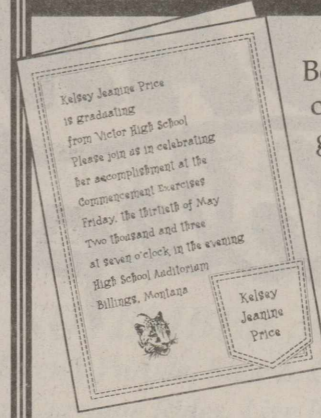 Kelsey Jeanine Price
is graduating
from Victor High School
Please join us in celebrating
her accomplishment at the
Commencement Exercises
Friday, the thirtieth of May
Two thousand and three
at seven o'clock in the evening
High School Auditorium
Billings, Montana
Kelsey
Jeanine
Price